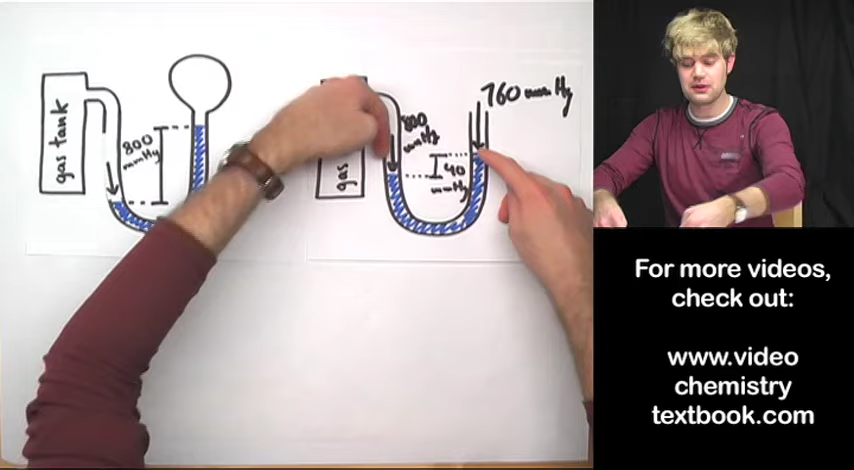 gas tank
800
mmHg
gas
800
mmHg
40
mmHg
760 mmHg
For more videos,
check out:
www.video
chemistry
textbook.com